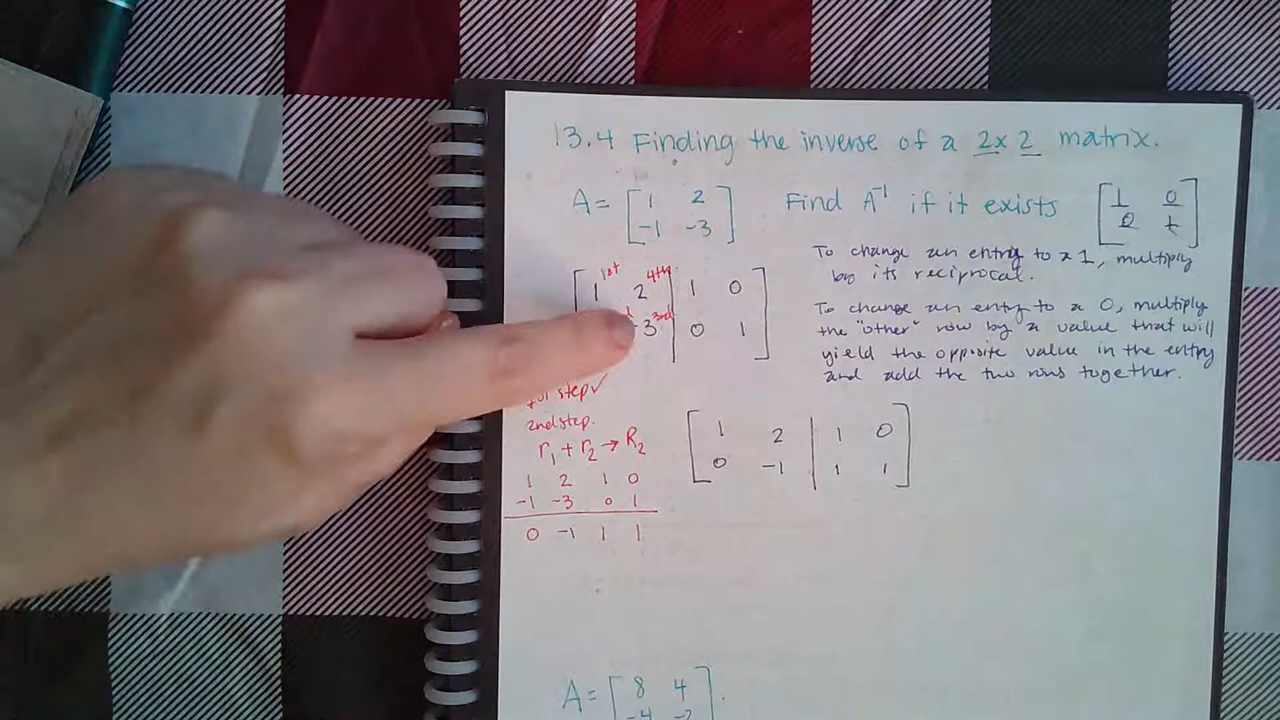 13.4 Finding the inverse of a 2x2 matrix.
A = [ 1 2
-1 -3 ]
Find A⁻¹ if it exists
[ 1 0
0 1 ]
To change an entry to a 1, multiply
by its reciprocal.
To change an entry to a 0, multiply
the "other" row by a value that will
yield the opposite value in the entry
and add the two rows together.
[ 1 1st 2 4th | 1 0
-3 3rd | 0 1 ]
step ✓
2nd step.
r₁ + r₂ → R₂
1 2 1 0
-1 -3 0 1
0 -1 1 1
[ 1 2 | 1 0
0 -1 | 1 1 ]
A = [ 8 4
-4 -2 ].